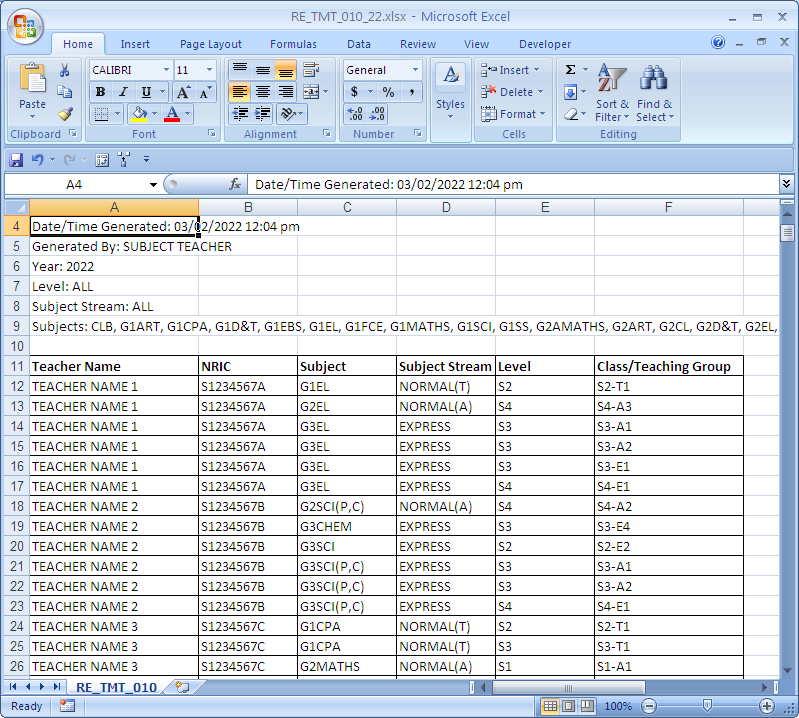 RE_TMT_010_22.xlsx - Microsoft Excel
Home Insert Page Layout Formulas Data Review View Developer
Paste
Clipboard
CALIBRI 11
B I U A A
A
Font
Alignment
General
$ % ,
Number
A
Styles
Insert
Delete
Format
Cells
Σ
Sort & Filter
Find & Select
Editing
A4 fx Date/Time Generated: 03/02/2022 12:04 pm
A B C D E F
4 Date/Time Generated: 03/02/2022 12:04 pm
5 Generated By: SUBJECT TEACHER
6 Year: 2022
7 Level: ALL
8 Subject Stream: ALL
9 Subjects: CLB, G1ART, G1CPA, G1D&T, G1EBS, G1EL, G1FCE, G1MATHS, G1SCI, G1SS, G2AMATHS, G2ART, G2CL, G2D&T, G2EL,
10
11 Teacher Name NRIC Subject Subject Stream Level Class/Teaching Group
12 TEACHER NAME 1 S1234567A G1EL NORMAL(T) S2 S2-T1
13 TEACHER NAME 1 S1234567A G2EL NORMAL(A) S4 S4-A3
14 TEACHER NAME 1 S1234567A G3EL EXPRESS S3 S3-A1
15 TEACHER NAME 1 S1234567A G3EL EXPRESS S3 S3-A2
16 TEACHER NAME 1 S1234567A G3EL EXPRESS S3 S3-E1
17 TEACHER NAME 1 S1234567A G3EL EXPRESS S4 S4-E1
18 TEACHER NAME 2 S1234567B G2SCI(P,C) NORMAL(A) S4 S4-A2
19 TEACHER NAME 2 S1234567B G3CHEM EXPRESS S3 S3-E4
20 TEACHER NAME 2 S1234567B G3SCI EXPRESS S2 S2-E2
21 TEACHER NAME 2 S1234567B G3SCI(P,C) EXPRESS S3 S3-A1
22 TEACHER NAME 2 S1234567B G3SCI(P,C) EXPRESS S3 S3-A2
23 TEACHER NAME 2 S1234567B G3SCI(P,C) EXPRESS S4 S4-E1
24 TEACHER NAME 3 S1234567C G1CPA NORMAL(T) S2 S2-T1
25 TEACHER NAME 3 S1234567C G1CPA NORMAL(T) S3 S3-T1
26 TEACHER NAME 3 S1234567C G2MATHS NORMAL(A) S1 S1-A1
RE_TMT_010
Ready 100%